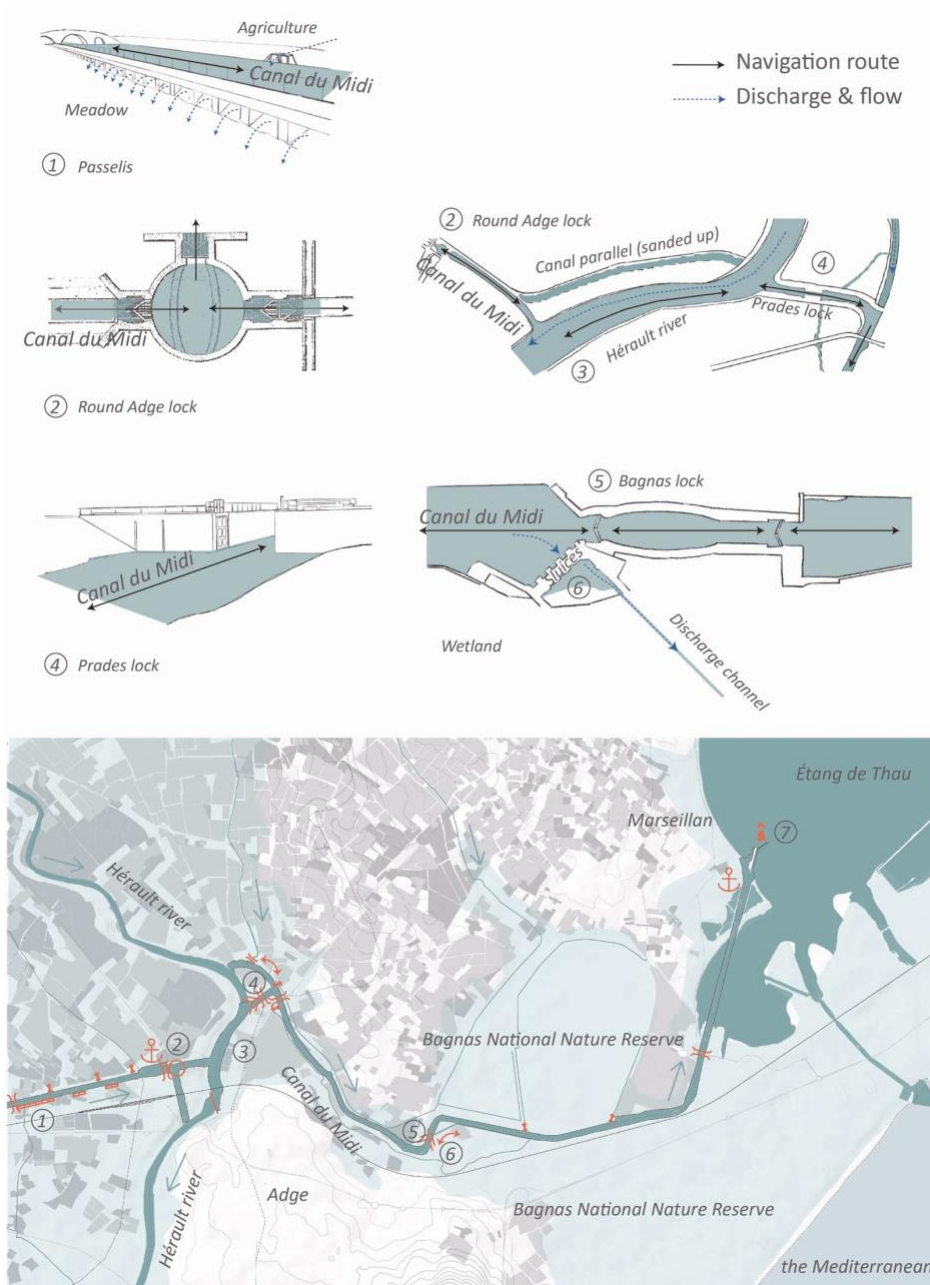 Agriculture
Canal du Midi
Meadow
① Passelis
Navigation route
Discharge & flow
② Round Adge lock
Canal parallel (sanded up)
④
Canal du Midi
Prades lock
Hérault river
③
Canal du Midi
② Round Adge lock
⑤ Bagnas lock
Canal du Midi
⑥
Wetland
Discharge channel
Canal du Midi
④ Prades lock
Étang de Thau
Marseillan
⑦
Hérault river
④
②
③
Bagnas National Nature Reserve
①
Canal du Midi
⑤
⑥
Hérault river
Adge
Bagnas National Nature Reserve
the Mediterranean